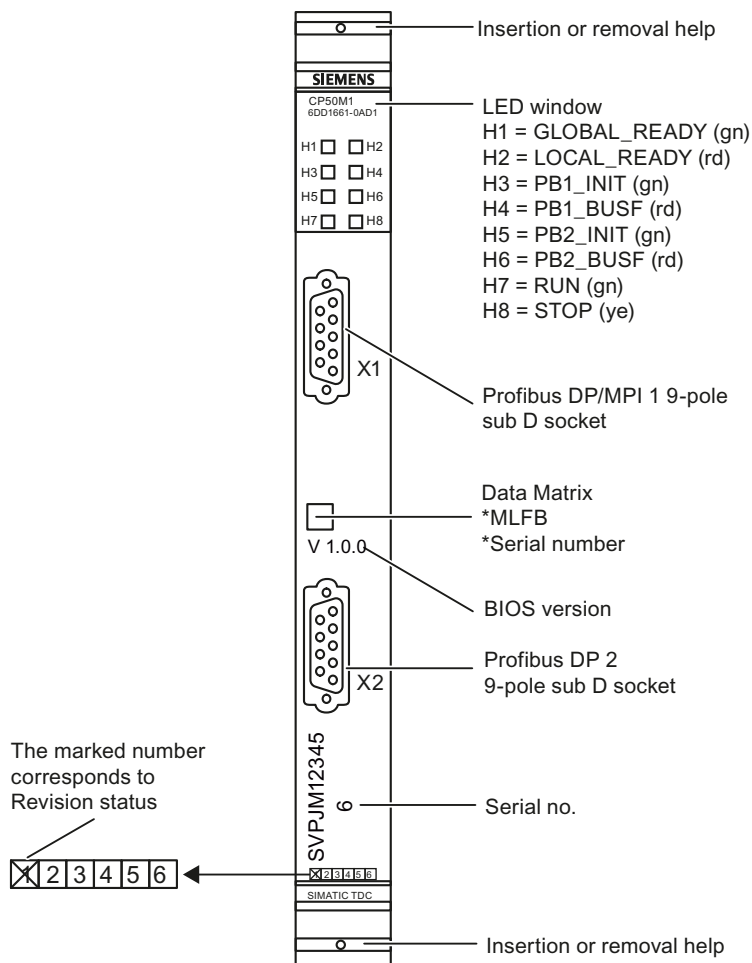 Insertion or removal help
SIEMENS
CP50M1
6DD1661-0AD1
H1 H2
H3 H4
H5 H6
H7 H8
LED window
H1 = GLOBAL_READY (gn)
H2 = LOCAL_READY (rd)
H3 = PB1_INIT (gn)
H4 = PB1_BUSF (rd)
H5 = PB2_INIT (gn)
H6 = PB2_BUSF (rd)
H7 = RUN (gn)
H8 = STOP (ye)
X1
Profibus DP/MPI 1 9-pole
sub D socket
Data Matrix
*MLFB
*Serial number
V 1.0.0
BIOS version
X2
Profibus DP 2
9-pole sub D socket
The marked number
corresponds to
Revision status
SVPJM12345
6
Serial no.
1 2 3 4 5 6
1 2 3 4 5 6
SIMATIC TDC
Insertion or removal help